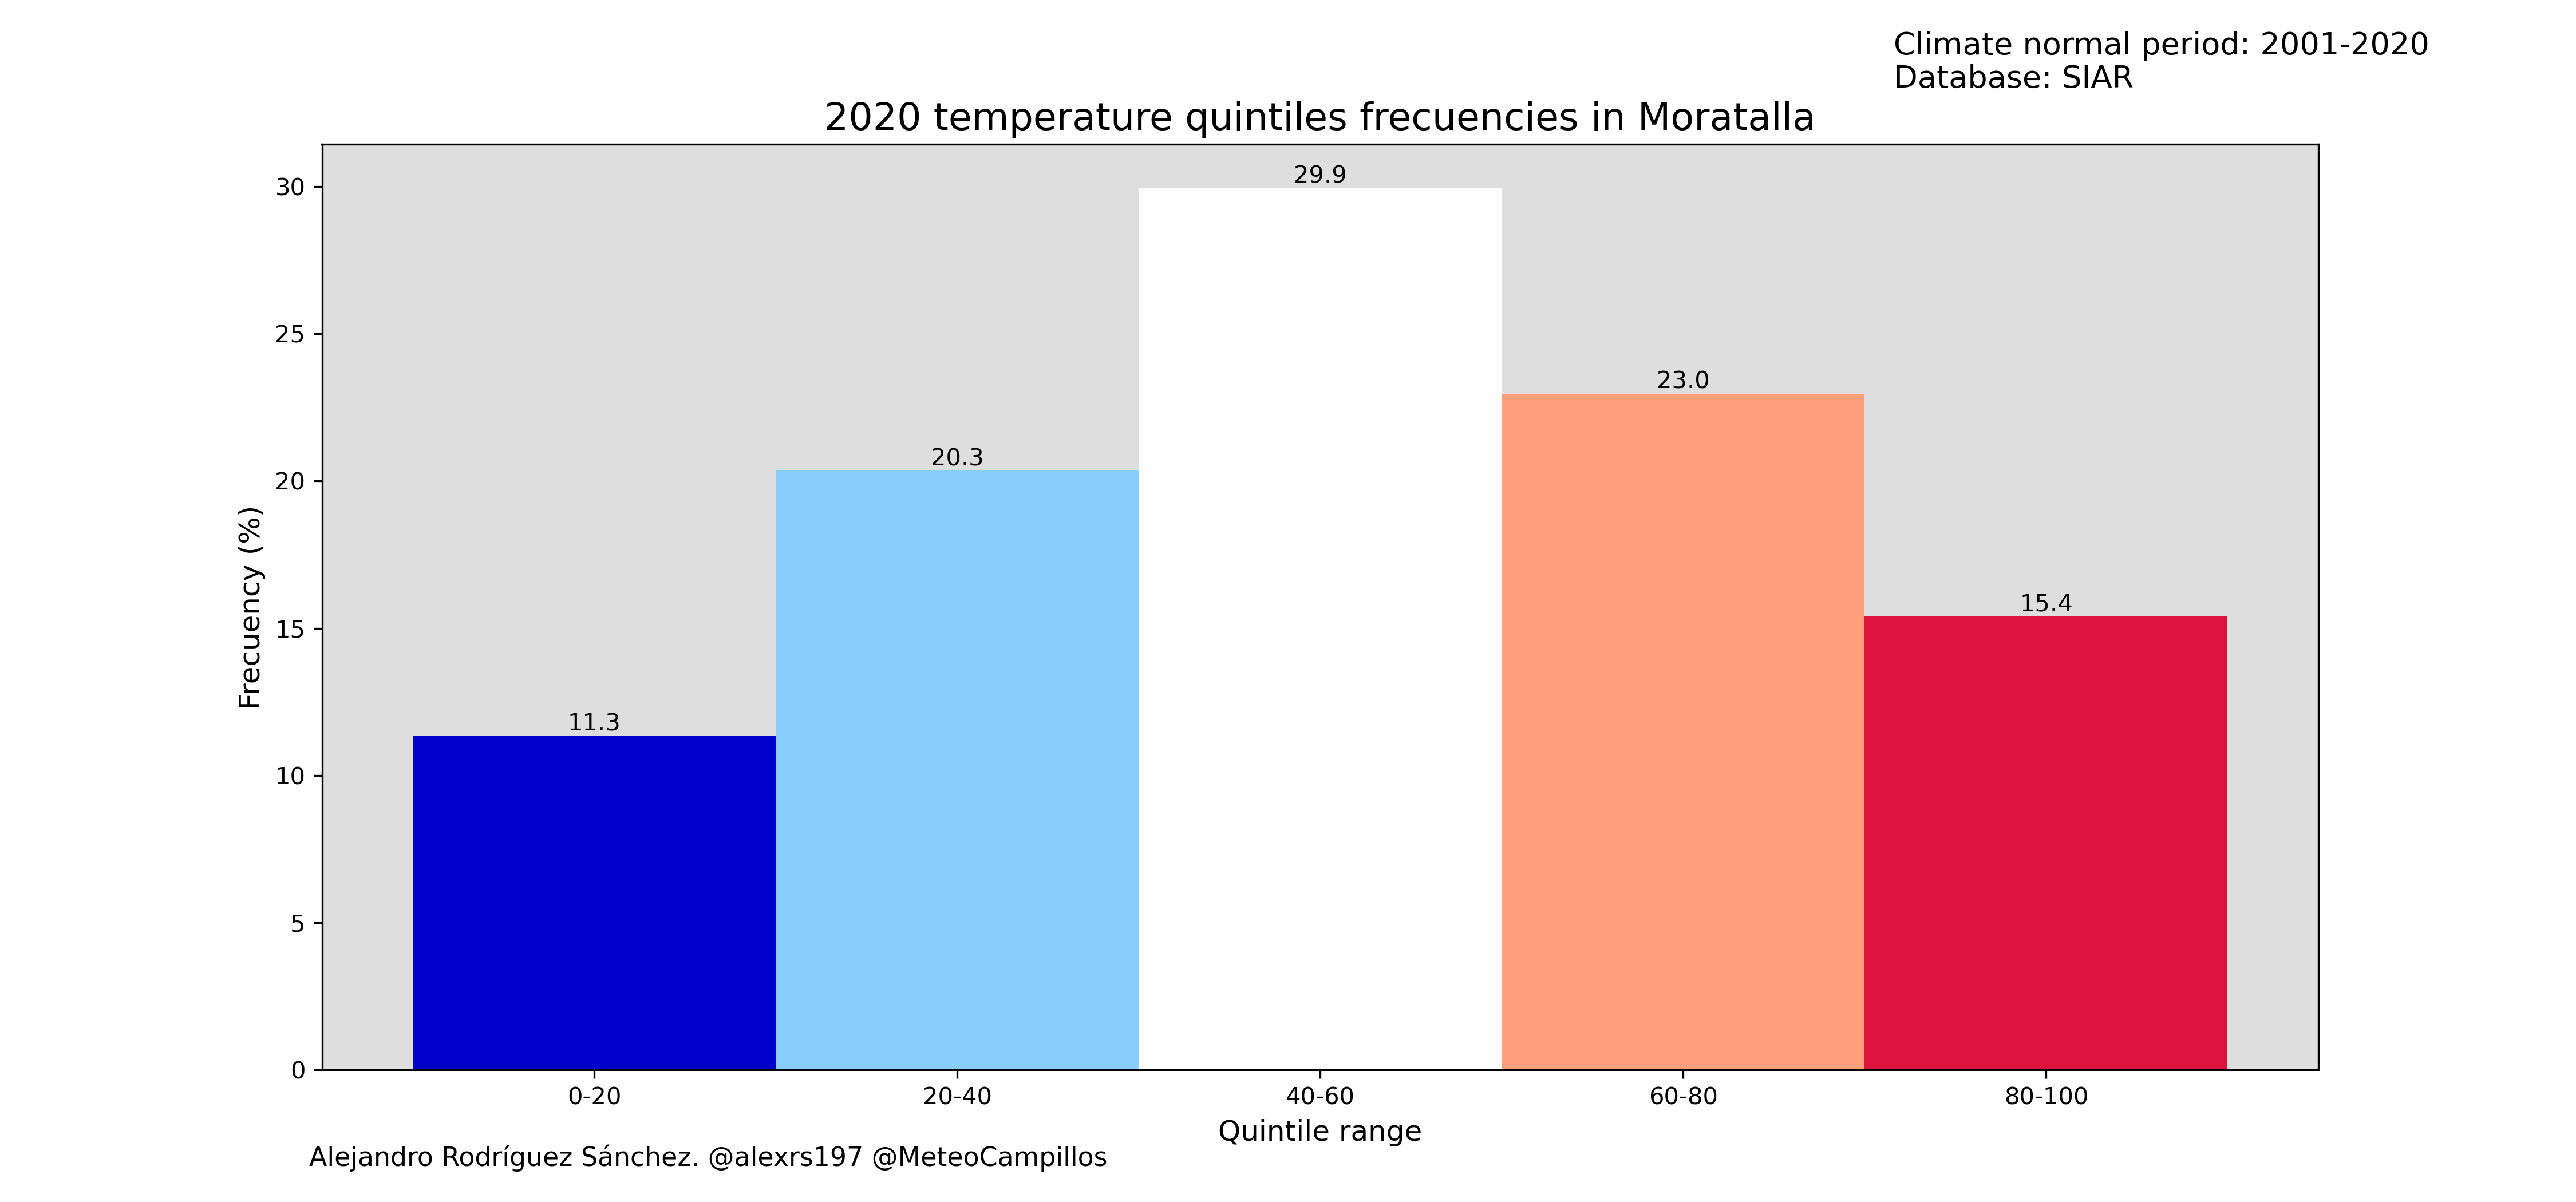 Climate normal period: 2001-2020
Database: SIAR
2020 temperature quintiles frecuencies in Moratalla
Frecuency (%)
30
25
20
15
10
5
0
11.3
20.3
29.9
23.0
15.4
0-20
20-40
40-60
60-80
80-100
Quintile range
Alejandro Rodríguez Sánchez. @alexrs197 @MeteoCampillos